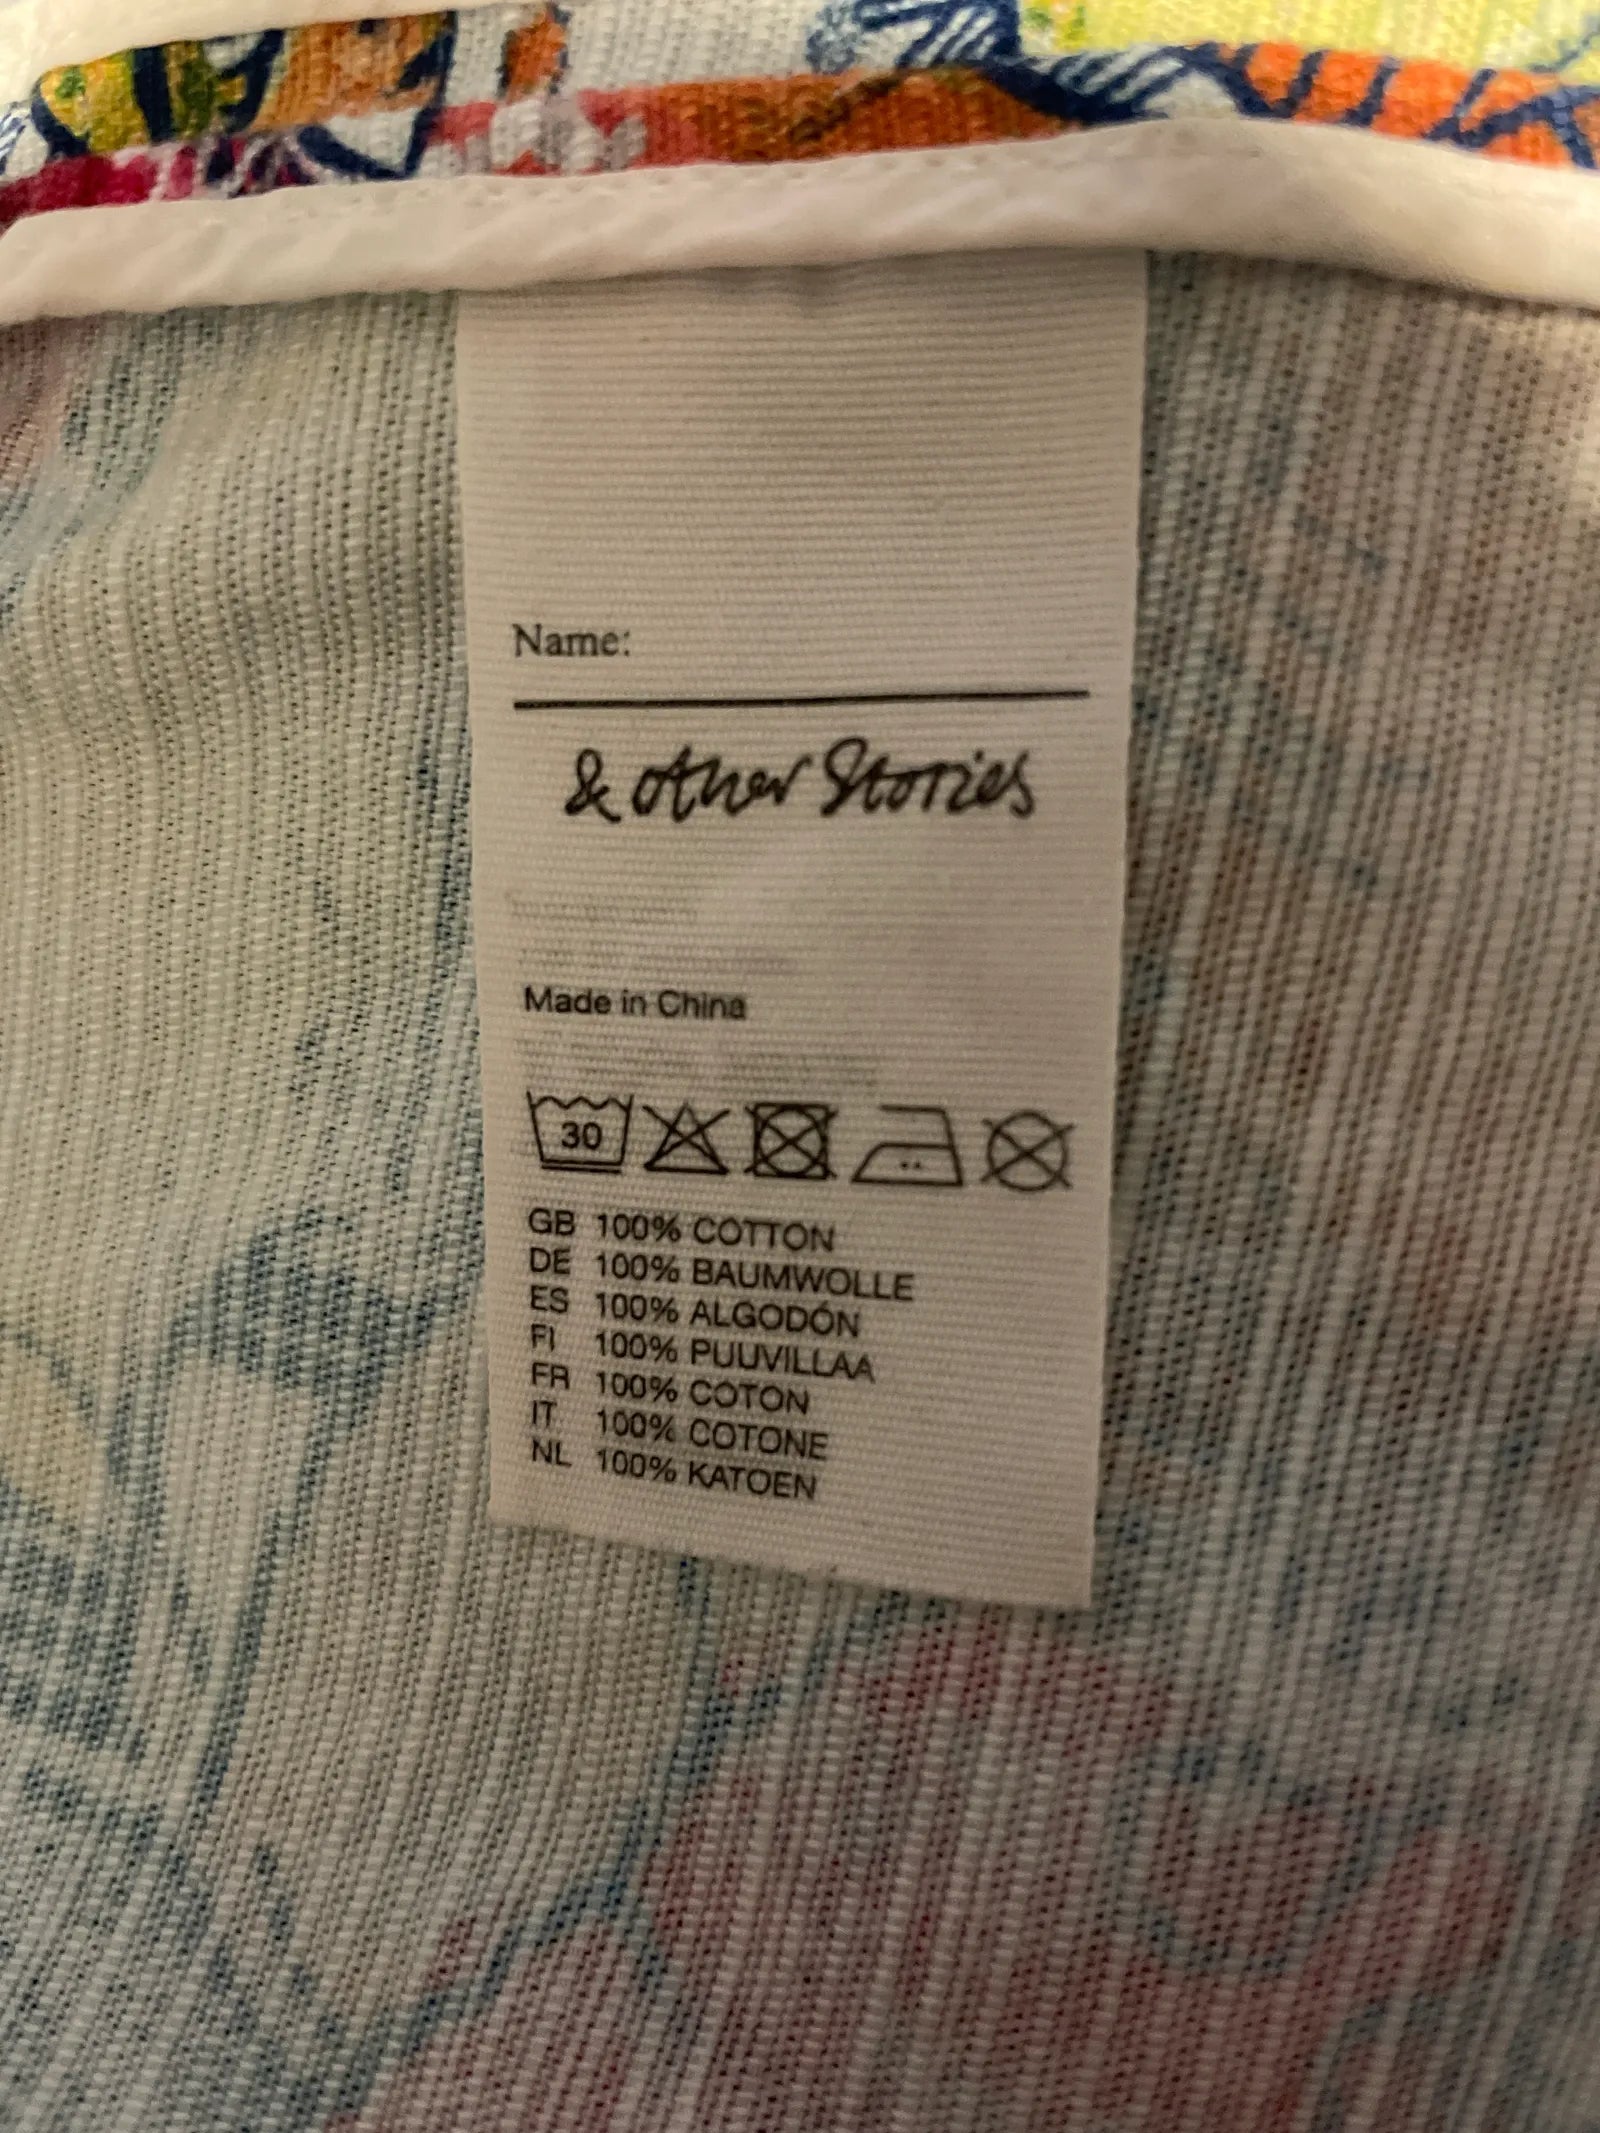 Name:
& other Stories
Made in China
30
GB 100% COTTON
DE 100% BAUMWOLLE
ES 100% ALGODÓN
FI 100% PUUVILLAA
FR 100% COTON
IT 100% COTONE
NL 100% KATOEN